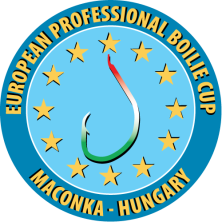 EUROPEAN PROFESSIONAL BOILIE CUP
MACONKA - HUNGARY